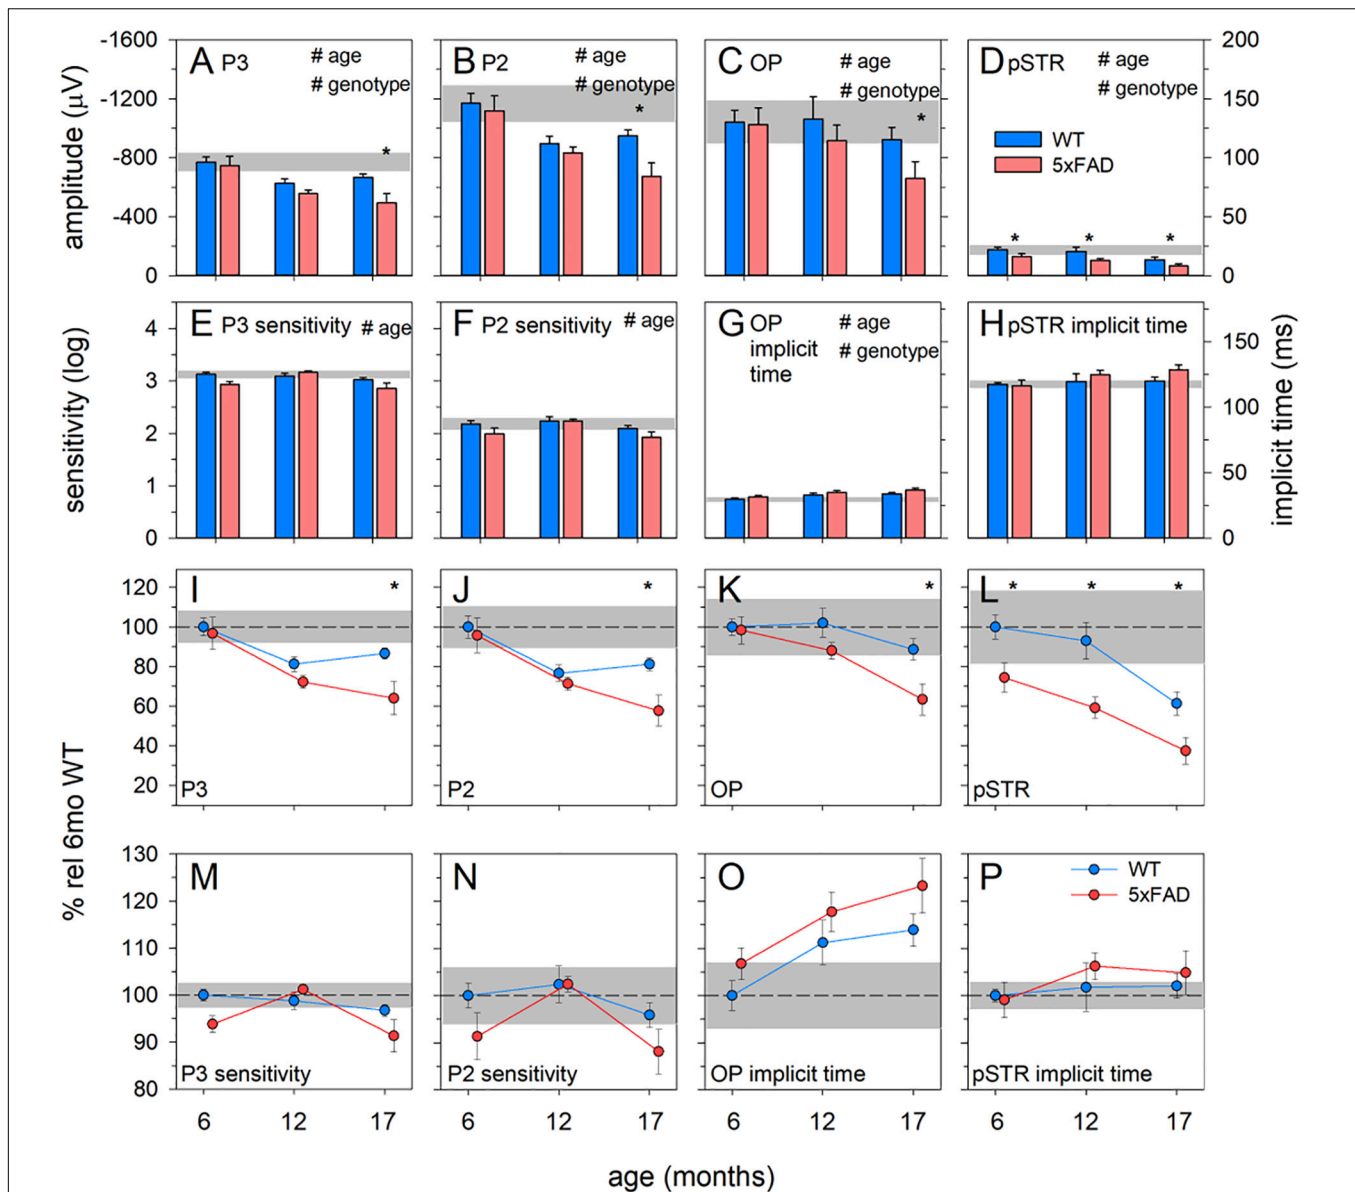 amplitude (µV)
-1600
-1200
-800
-400
0
A P3
# age
# genotype
*
B P2
# age
# genotype
*
C OP
# age
# genotype
*
D pSTR
# age
# genotype
WT
5xFAD
* * *
200
150
100
50
0
sensitivity (log)
4
3
2
1
0
E P3 sensitivity # age
F P2 sensitivity # age
G OP
implicit
time
# age
# genotype
H pSTR implicit time
150
100
50
0
implicit time (ms)
% rel 6mo WT
120
100
80
60
40
20
I
*
P3
J
*
P2
K
*
OP
L
* * *
pSTR
130
120
110
100
90
80
M
P3 sensitivity
N
P2 sensitivity
O
OP implicit time
P
WT
5xFAD
pSTR implicit time
6 12 17
6 12 17
6 12 17
6 12 17
age (months)